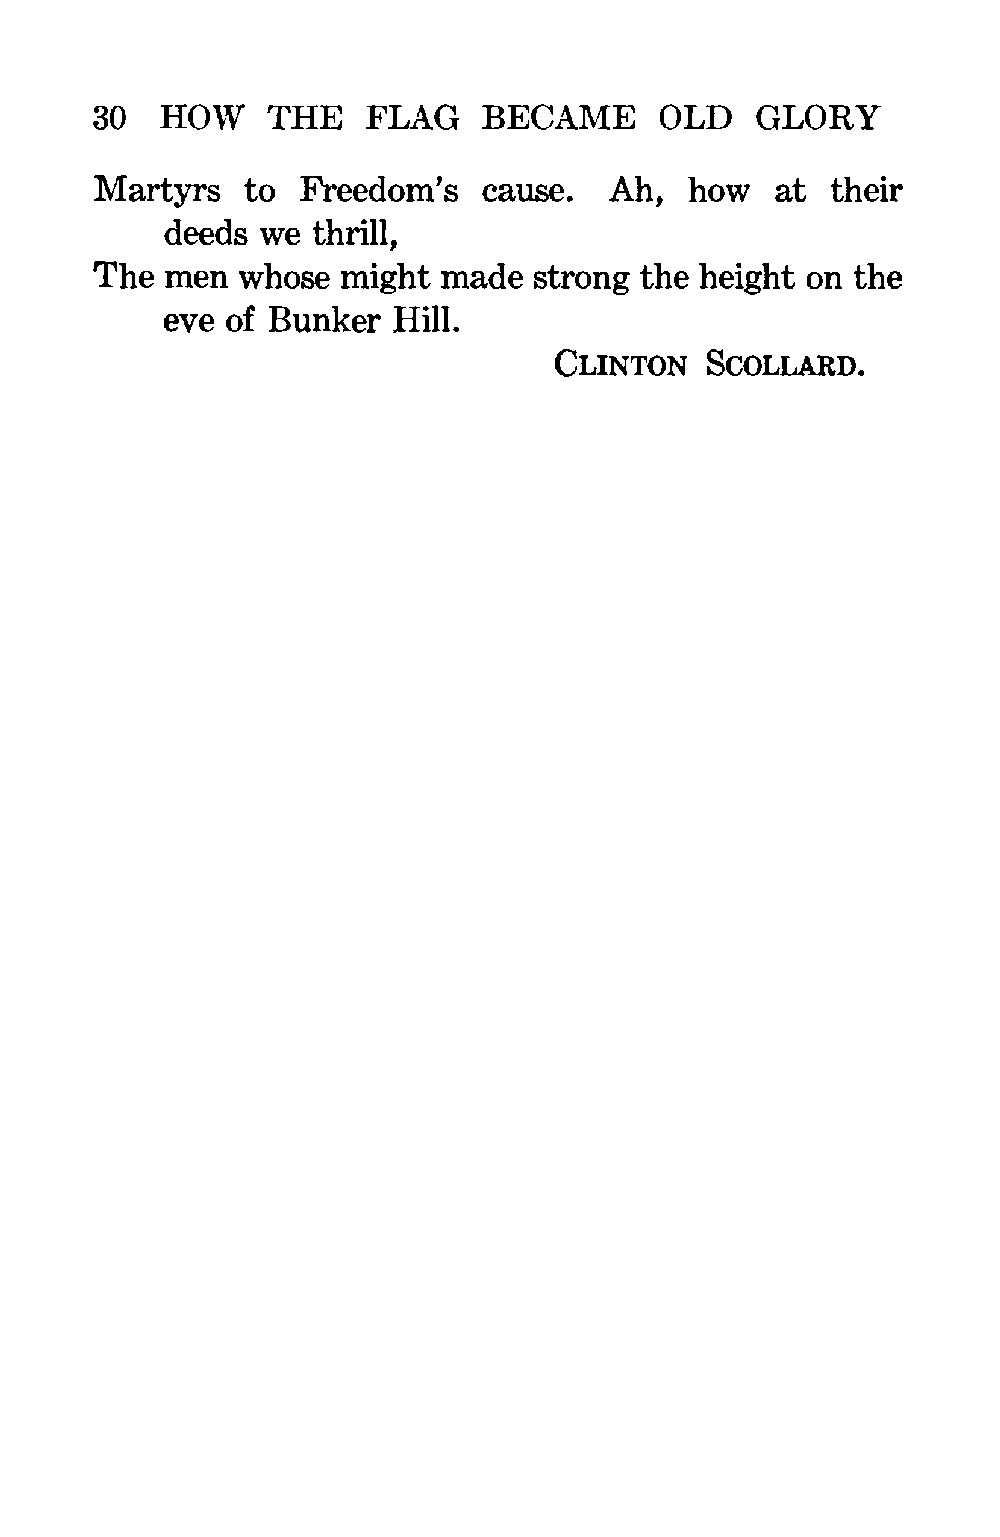 30 HOW THE FLAG BECAME OLD GLORY
Martyrs to Freedom's cause. Ah, how at their
deeds we thrill,
The men whose might made strong the height on the
eve of Bunker Hill.
CLINTON SCOLLARD.